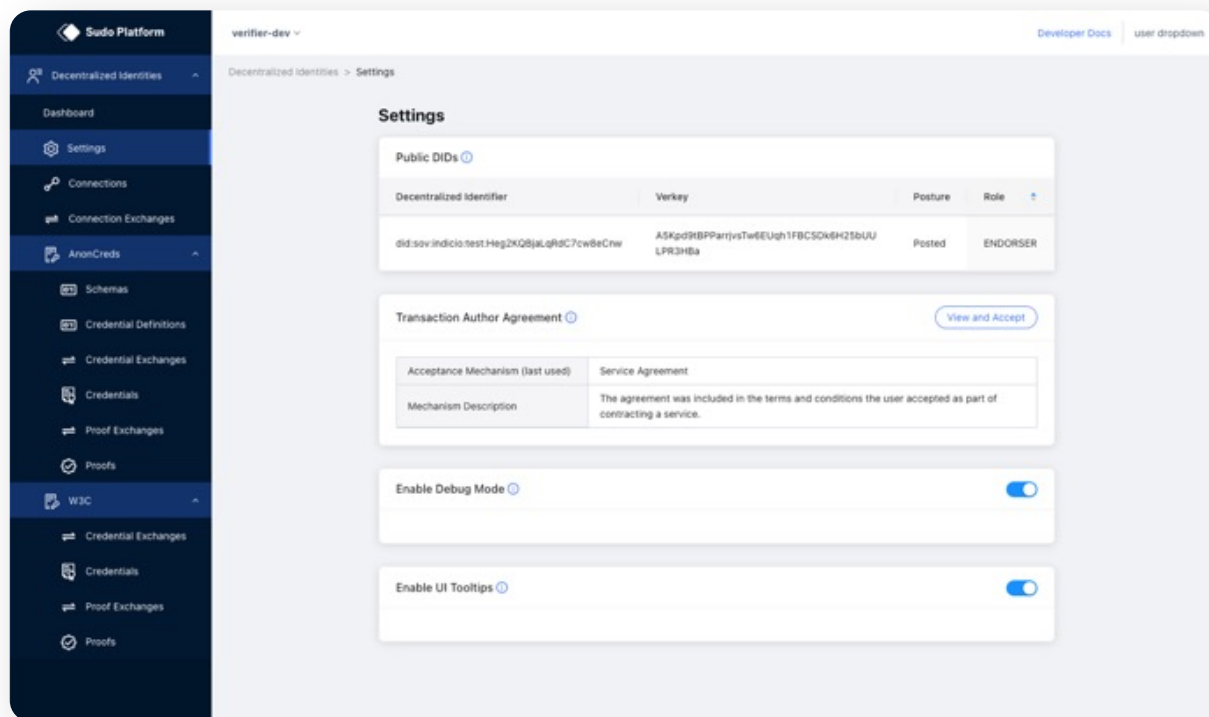 Sudo Platform
verifier-dev
Developer Docs
user dropdown
Decentralized Identities
Dashboard
Settings
Connections
Connection Exchanges
AnonCreds
Schemas
Credential Definitions
Credential Exchanges
Credentials
Proof Exchanges
Proofs
W3C
Credential Exchanges
Credentials
Proof Exchanges
Proofs
Decentralized Identities > Settings
Settings
Public DIDs
Decentralized Identifier Verkey Posture Role
did:sov:indicio:test:Heg2KQBjaLqRdC7cw8eCnw
A5Kpd9tBPParrjvsTw6EUqh1FBCSDk6H25bUU
LPR3HBa
Posted
ENDORSER
Transaction Author Agreement
View and Accept
Acceptance Mechanism (last used) Service Agreement
Mechanism Description
The agreement was included in the terms and conditions the user accepted as part of
contracting a service.
Enable Debug Mode
Enable UI Tooltips